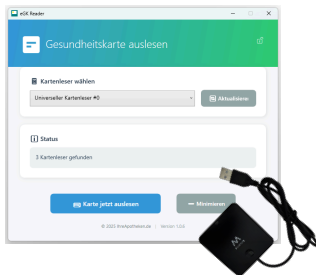 eGK Reader
Gesundheitskarte auslesen
Kartenleser wählen
Universeller Kartenleser #0
Aktualisieren
Status
3 Kartenleser gefunden
Karte jetzt auslesen
Minimieren
© 2025 IhreApotheken.de | Version 1.0.6